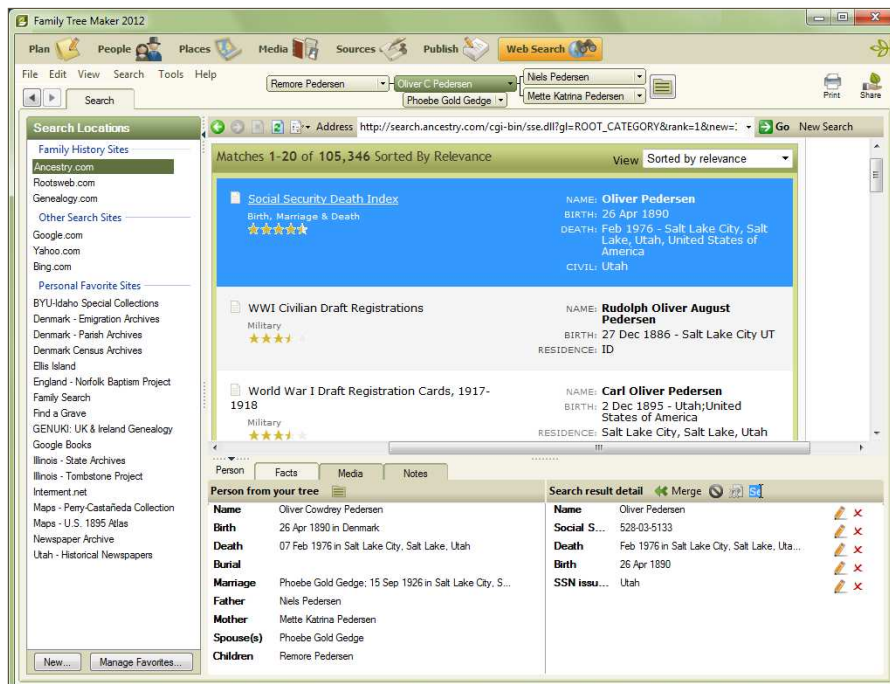 Family Tree Maker 2012
Plan People Places Media Sources Publish Web Search
File Edit View Search Tools Help
Remore Pedersen
Oliver C Pedersen
Phoebe Gold Gedge
Niels Pedersen
Mette Katrina Pedersen
Print
Share
Search
Search Locations
Family History Sites
Ancestry.com
Rootsweb.com
Genealogy.com
Other Search Sites
Google.com
Yahoo.com
Bing.com
Personal Favorite Sites
BYU-Idaho Special Collections
Denmark - Emigration Archives
Denmark - Parish Archives
Denmark Census Archives
Ellis Island
England - Norfolk Baptism Project
Family Search
Find a Grave
GENUKI: UK & Ireland Genealogy
Google Books
Illinois - State Archives
Illinois - Tombstone Project
Interment.net
Maps - Perry-Castañeda Collection
Maps - U.S. 1895 Atlas
Newspaper Archive
Utah - Historical Newspapers
New... Manage Favorites...
Address http://search.ancestry.com/cgi-bin/sse.dll?gl=ROOT_CATEGORY&rank=1&new= Go New Search
Matches 1-20 of 105,346 Sorted By Relevance View Sorted by relevance
Social Security Death Index
Birth, Marriage & Death
NAME: Oliver Pedersen
BIRTH: 26 Apr 1890
DEATH: Feb 1976 - Salt Lake City, Salt
Lake, Utah, United States of
America
CIVIL: Utah
WWI Civilian Draft Registrations
Military
NAME: Rudolph Oliver August
Pedersen
BIRTH: 27 Dec 1886 - Salt Lake City UT
RESIDENCE: ID
World War I Draft Registration Cards, 1917-
1918
Military
NAME: Carl Oliver Pedersen
BIRTH: 2 Dec 1895 - Utah;United
States of America
RESIDENCE: Salt Lake City, Salt Lake, Utah
Person Facts Media Notes
Person from your tree
Name Oliver Cowdrey Pedersen
Birth 26 Apr 1890 in Denmark
Death 07 Feb 1976 in Salt Lake City, Salt Lake, Utah
Burial
Marriage Phoebe Gold Gedge; 15 Sep 1926 in Salt Lake City, S...
Father Niels Pedersen
Mother Mette Katrina Pedersen
Spouse(s) Phoebe Gold Gedge
Children Remore Pedersen
Search result detail Merge
Name Oliver Pedersen
Social S... 528-03-5133
Death Feb 1976 in Salt Lake City, Salt Lake, Uta...
Birth 26 Apr 1890
SSN issu... Utah